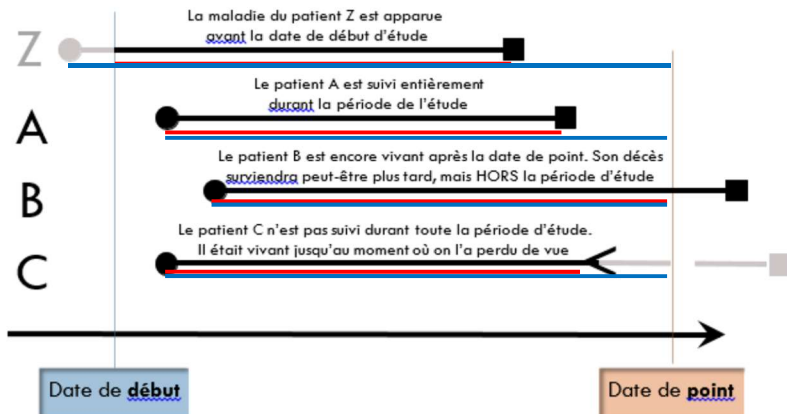 La maladie du patient Z est apparue
avant la date de début d'étude
Z
Le patient A est suivi entièrement
durant la période de l'étude
A
Le patient B est encore vivant après la date de point. Son décès
surviendra peut-être plus tard, mais HORS la période d'étude
B
Le patient C n'est pas suivi durant toute la période d'étude.
Il était vivant jusqu'au moment où on l'a perdu de vue
C
Date de début
Date de point